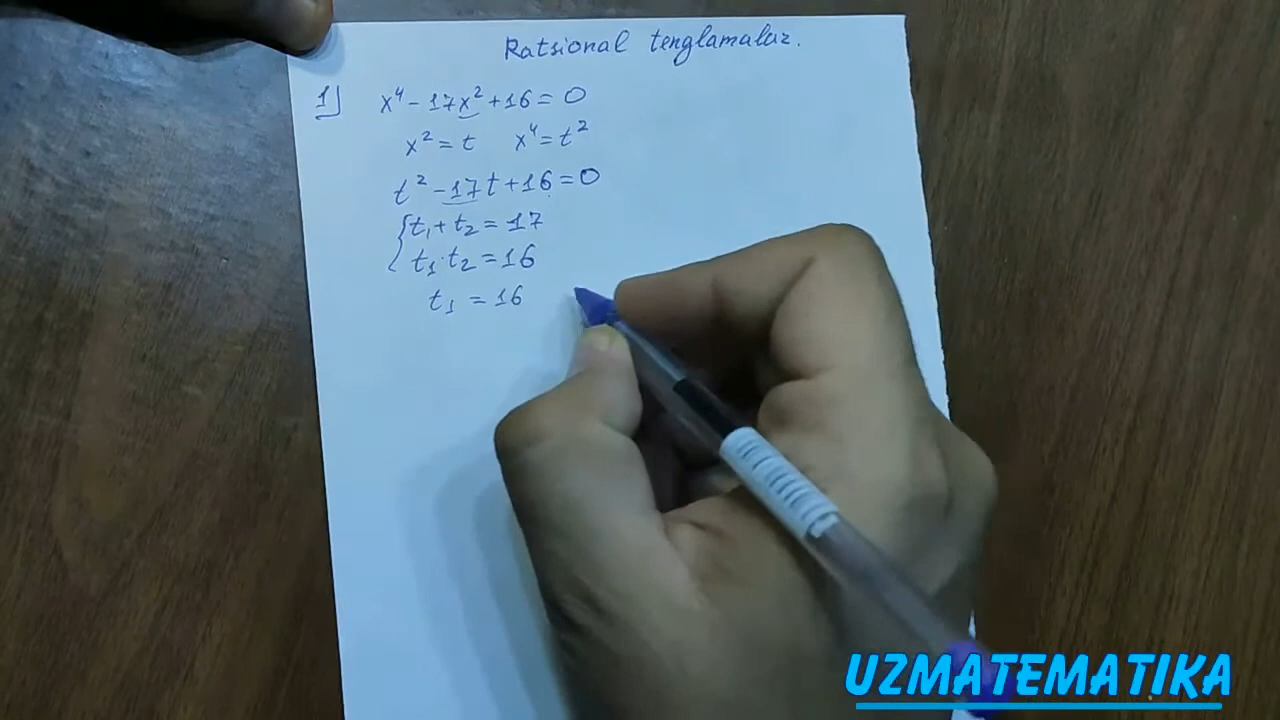 Ratsional tenglamalar.
1) x⁴ - 17x² + 16 = 0
x² = t x⁴ = t²
t² - 17t + 16 = 0
{t₁ + t₂ = 17
t₁ · t₂ = 16
t₁ = 16
UZMATEMATIKA